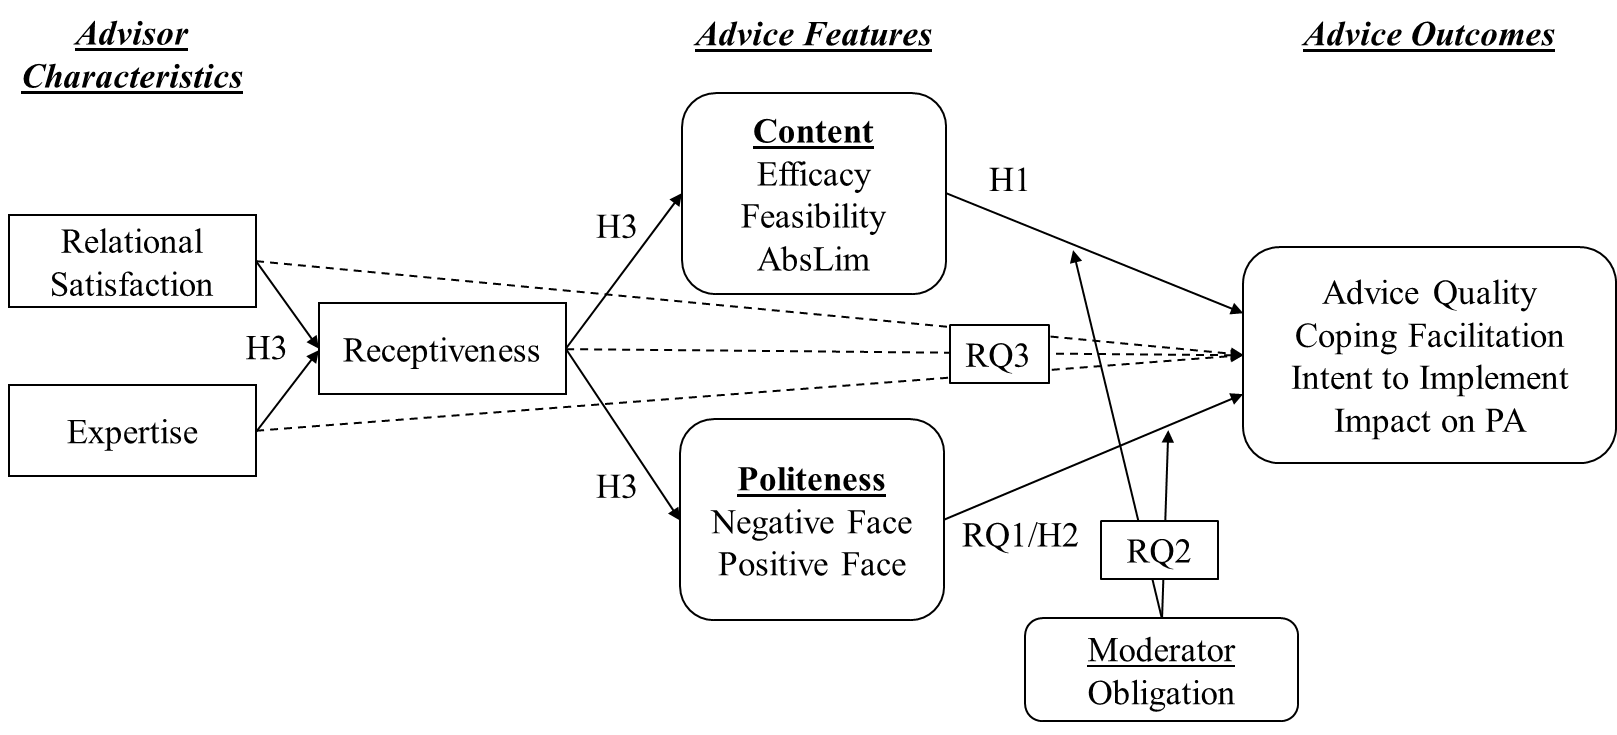 Advisor
Characteristics
Advice Features
Advice Outcomes
Relational
Satisfaction
Expertise
H3
Receptiveness
H3
H3
Content
Efficacy
Feasibility
AbsLim
Politeness
Negative Face
Positive Face
H1
RQ3
RQ1/H2
RQ2
Moderator
Obligation
Advice Quality
Coping Facilitation
Intent to Implement
Impact on PA